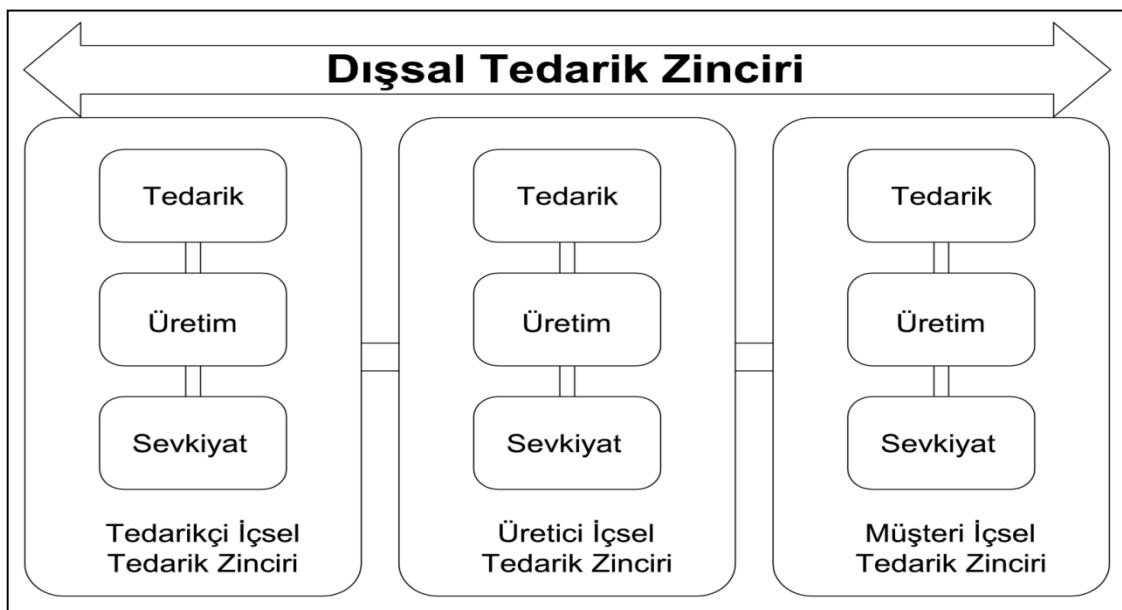 Dışsal Tedarik Zinciri
Tedarik
Üretim
Sevkiyat
Tedarikçi İçsel
Tedarik Zinciri
Tedarik
Üretim
Sevkiyat
Üretici İçsel
Tedarik Zinciri
Tedarik
Üretim
Sevkiyat
Müşteri İçsel
Tedarik Zinciri